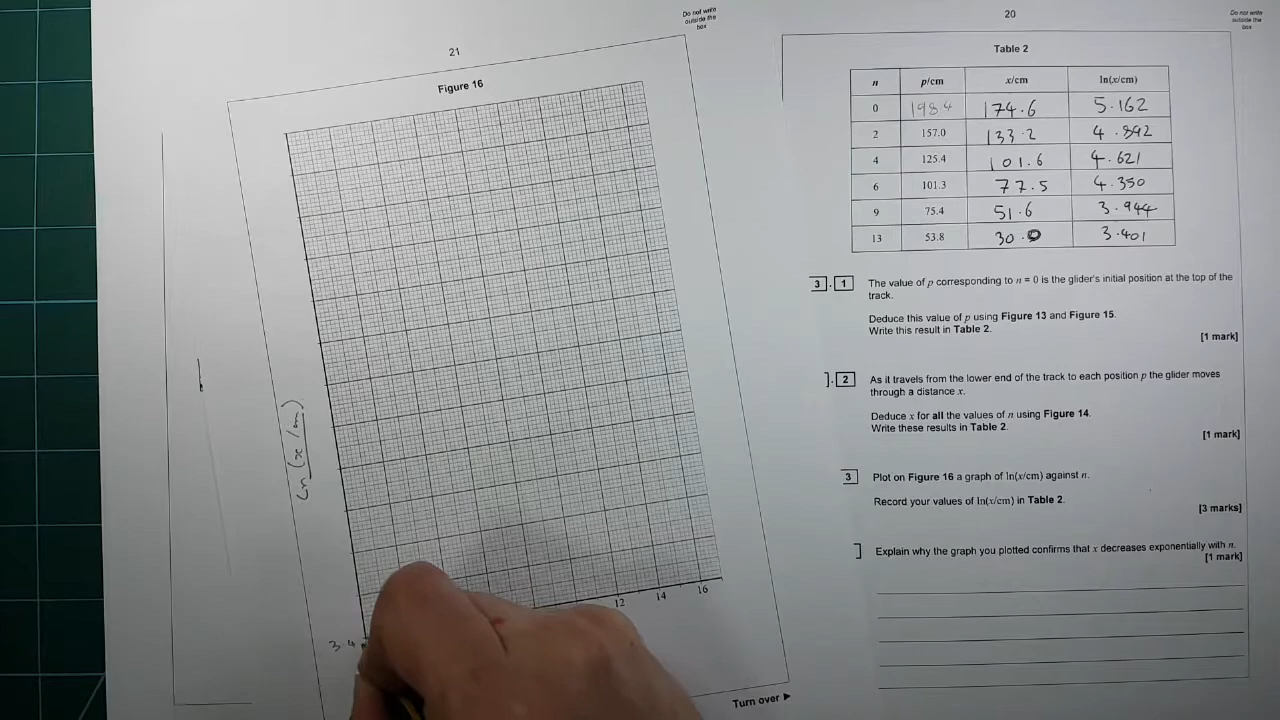 Do not write
outside the
box
21
Figure 16
ln (x/cm)
3.4
12 14 16
Turn over ▶
20
Do not write
outside the
box
Table 2
n p/cm x/cm ln(x/cm)
0 198.4 174.6 5.162
2 157.0 133.2 4.892
4 125.4 101.6 4.621
6 101.3 77.5 4.350
9 75.4 51.6 3.944
13 53.8 30.0 3.401
3 . 1 The value of p corresponding to n = 0 is the glider's initial position at the top of the
track.
Deduce this value of p using Figure 13 and Figure 15.
Write this result in Table 2.
[1 mark]
. 2 As it travels from the lower end of the track to each position p the glider moves
through a distance x.
Deduce x for all the values of n using Figure 14.
Write these results in Table 2.
[1 mark]
3 Plot on Figure 16 a graph of ln(x/cm) against n.
Record your values of ln(x/cm) in Table 2.
[3 marks]
Explain why the graph you plotted confirms that x decreases exponentially with n.
[1 mark]